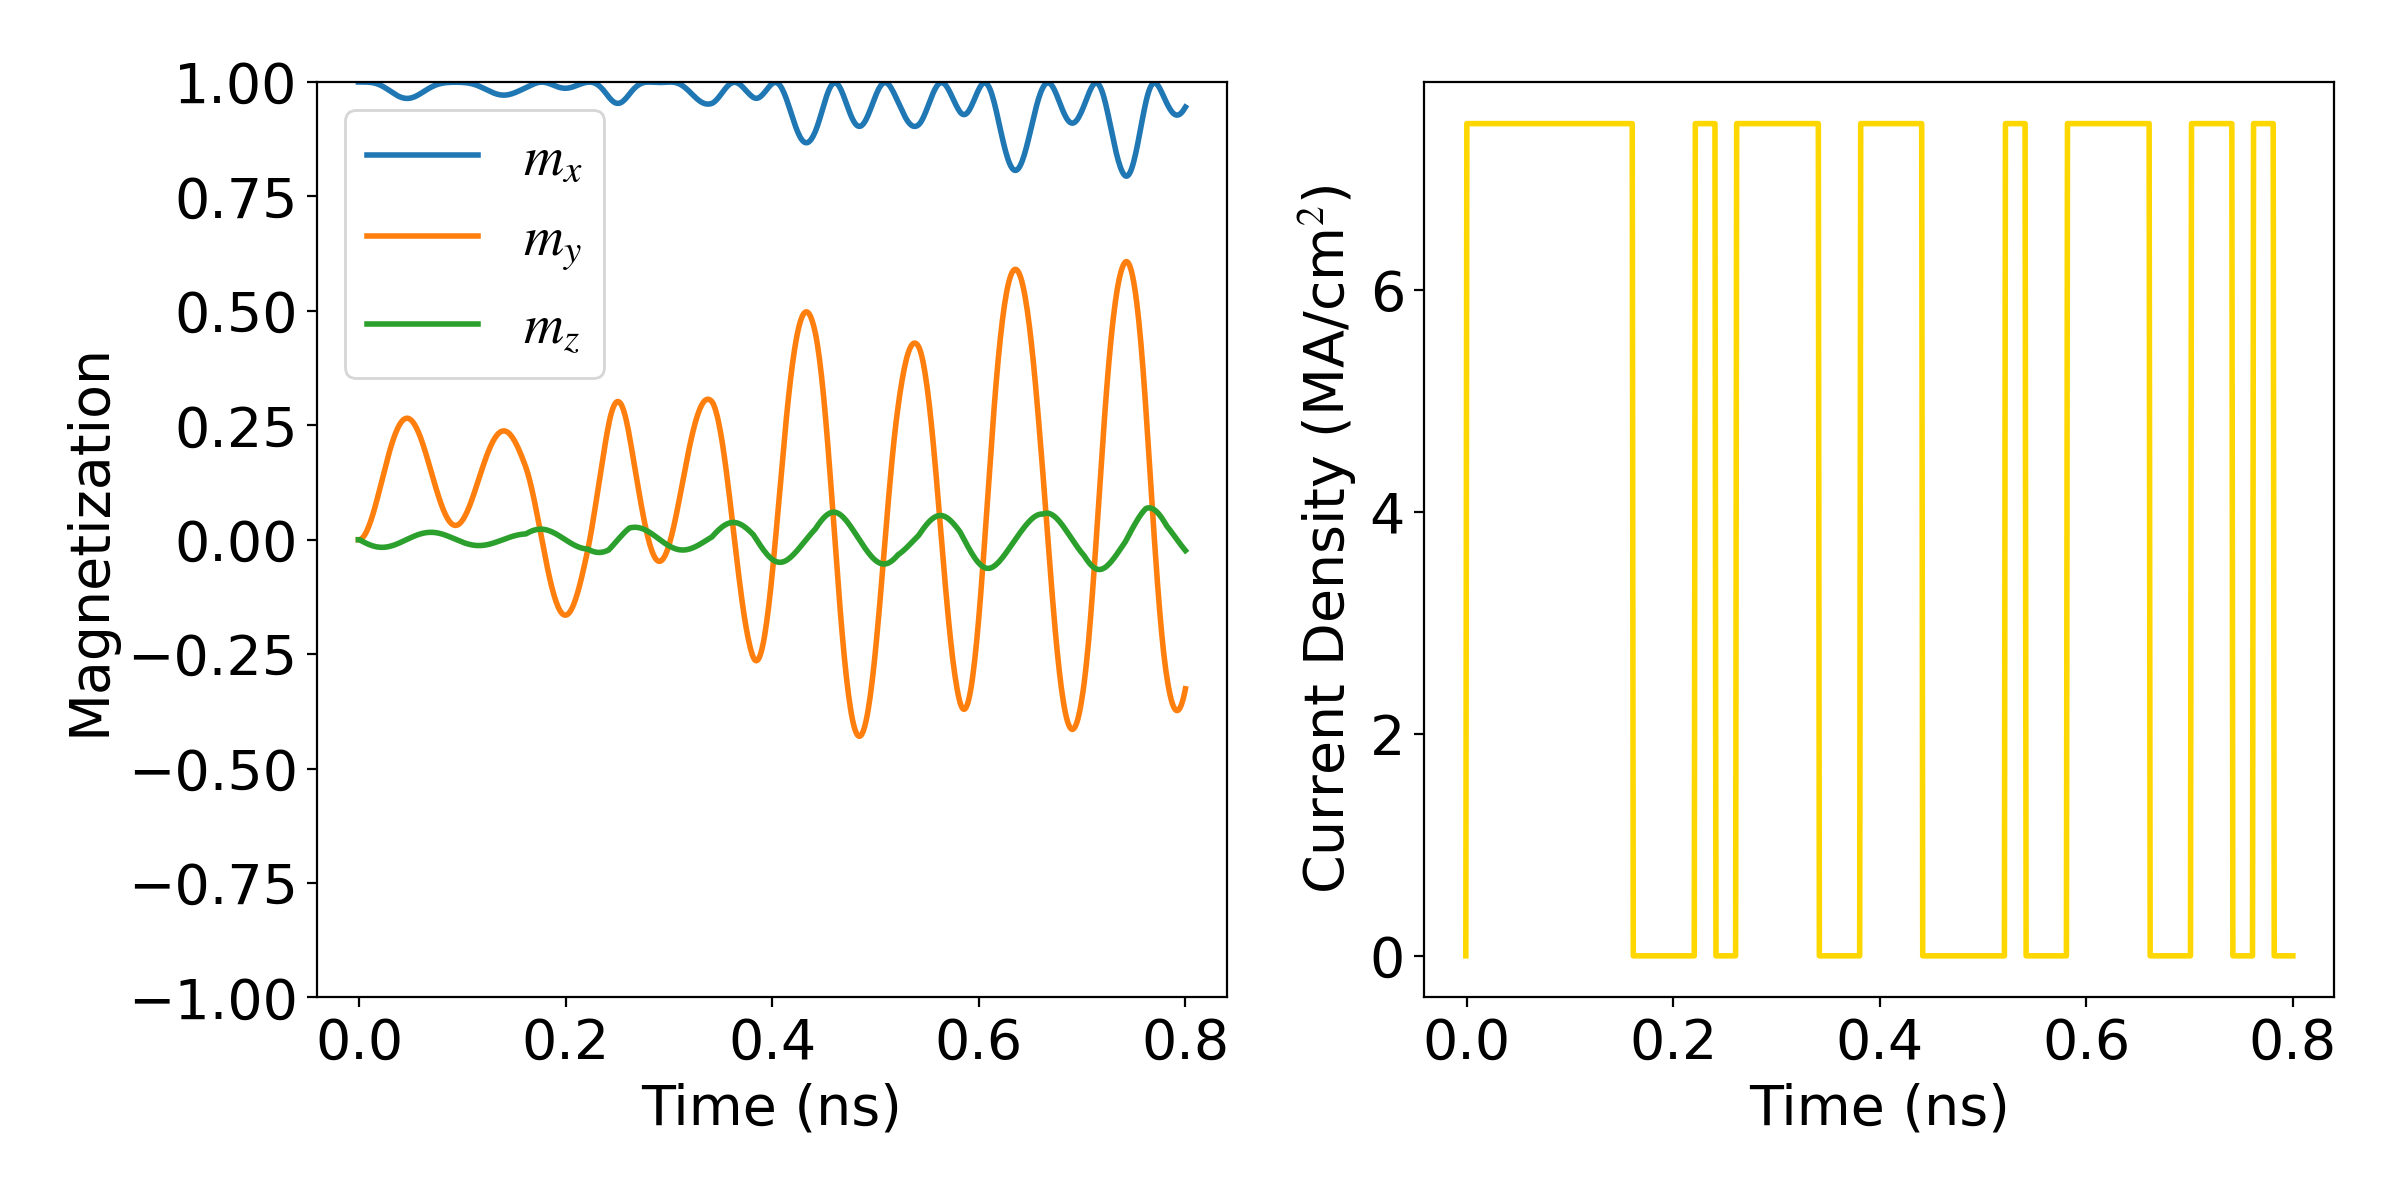 1.00
0.75
0.50
0.25
0.00
−0.25
−0.50
−0.75
−1.00
Magnetization
m_x
m_y
m_z
0.0 0.2 0.4 0.6 0.8
Time (ns)
6
4
2
0
Current Density (MA/cm²)
0.0 0.2 0.4 0.6 0.8
Time (ns)